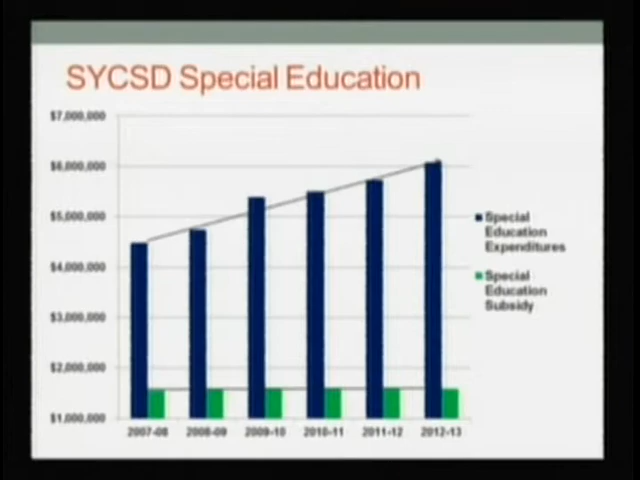 SYCSD Special Education
$7,000,000
$6,000,000
$5,000,000
$4,000,000
$3,000,000
$2,000,000
$1,000,000
2007-08
2008-09
2009-10
2010-11
2011-12
2012-13
Special
Education
Expenditures
Special
Education
Subsidy